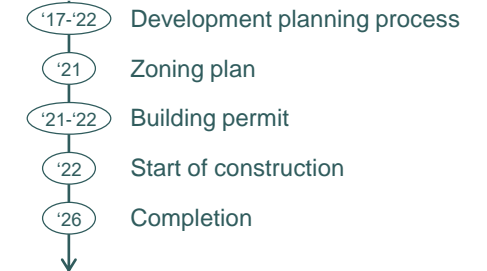 ‘17-‘22 Development planning process
‘21 Zoning plan
‘21-‘22 Building permit
‘22 Start of construction
‘26 Completion